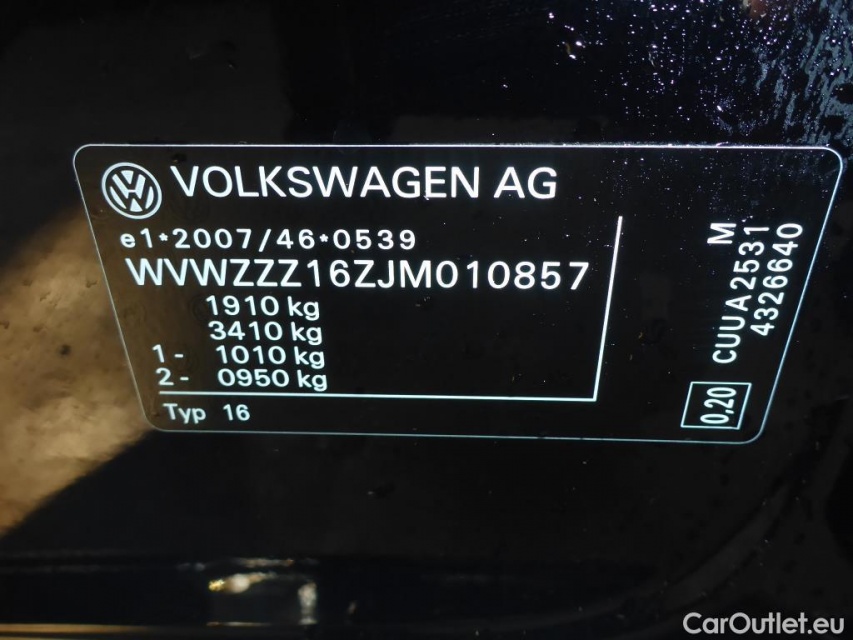 VOLKSWAGEN AG
e1*2007/46*0539
WVWZZZ16ZJM010857
1910 kg
3410 kg
1- 1010 kg
2- 0950 kg
Typ 16
M
CUUA2531
4326640
0,20
CarOutlet.eu